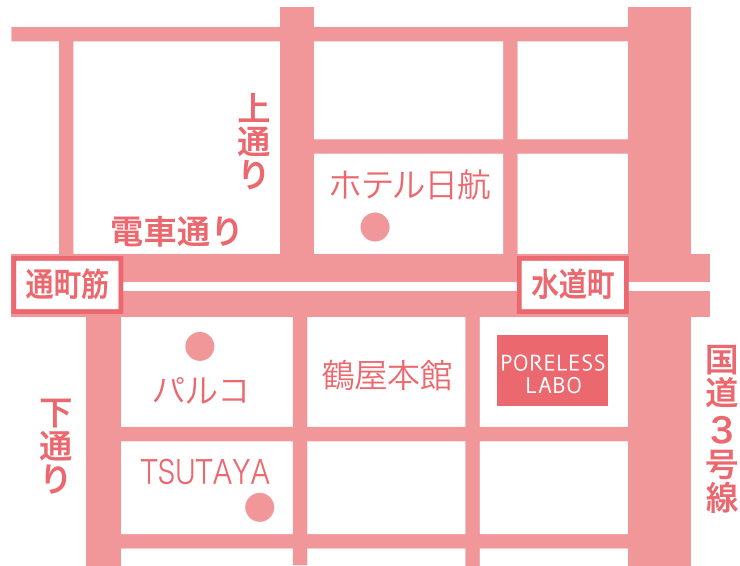 上通り
ホテル日航
電車通り
通町筋
水道町
パルコ
鶴屋本館
PORELESS
LABO
国道3号線
下通り
TSUTAYA